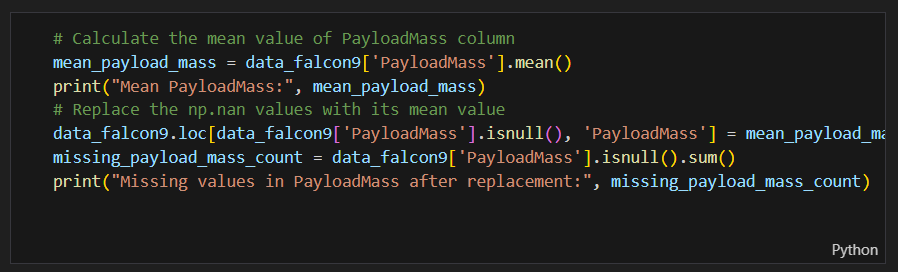 # Calculate the mean value of PayloadMass column
mean_payload_mass = data_falcon9['PayloadMass'].mean()
print("Mean PayloadMass:", mean_payload_mass)
# Replace the np.nan values with its mean value
data_falcon9.loc[data_falcon9['PayloadMass'].isnull(), 'PayloadMass'] = mean_payload_ma
missing_payload_mass_count = data_falcon9['PayloadMass'].isnull().sum()
print("Missing values in PayloadMass after replacement:", missing_payload_mass_count)
Python